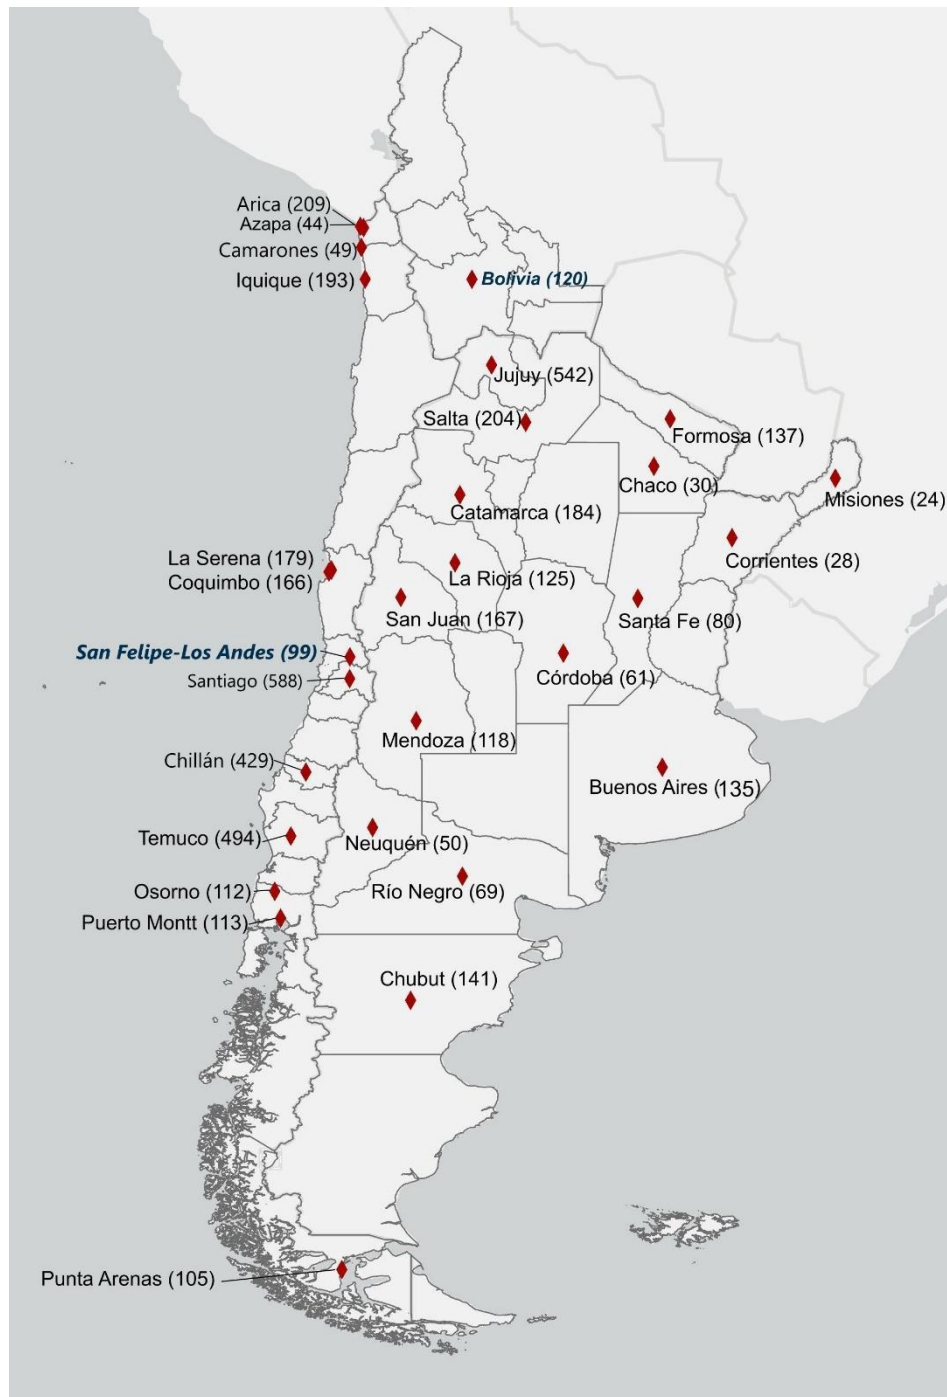 Arica (209)
Azapa (44)
Camarones (49)
Iquique (193)
Bolivia (120)
Jujuy (542)
Salta (204)
Formosa (137)
Chaco (30)
Misiones (24)
Catamarca (184)
Corrientes (28)
La Serena (179)
Coquimbo (166)
La Rioja (125)
San Juan (167)
Santa Fe (80)
San Felipe-Los Andes (99)
Santiago (588)
Córdoba (61)
Mendoza (118)
Chillán (429)
Buenos Aires (135)
Temuco (494)
Neuquén (50)
Osorno (112)
Río Negro (69)
Puerto Montt (113)
Chubut (141)
Punta Arenas (105)